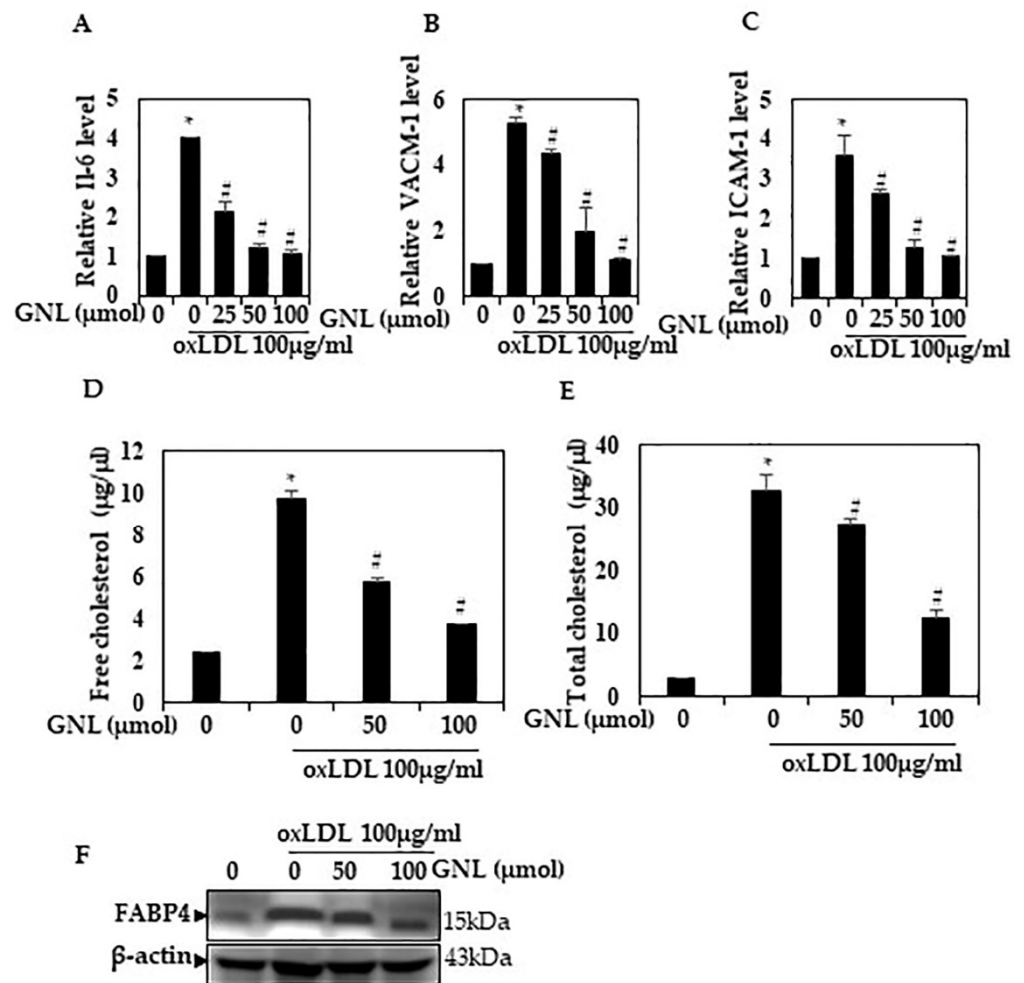 A
Relative Il-6 level
5
4
3
2
1
0
*
#
#
#
GNL (μmol) 0 0 25 50 100
oxLDL 100μg/ml
B
Relative VACM-1 level
6
4
2
0
*
#
#
#
GNL (μmol) 0 0 25 50 100
oxLDL 100μg/ml
C
Relative ICAM-1 level
5
4
3
2
1
0
*
#
#
#
GNL (μmol) 0 0 25 50 100
oxLDL 100μg/ml
D
Free cholesterol (μg/μl)
12
10
8
6
4
2
0
*
#
#
GNL (μmol) 0 0 50 100
oxLDL 100μg/ml
E
Total cholesterol (μg/μl)
40
30
20
10
0
*
#
#
GNL (μmol) 0 0 50 100
oxLDL 100μg/ml
F
oxLDL 100μg/ml
0 0 50 100 GNL (μmol)
FABP4 15kDa
β-actin 43kDa